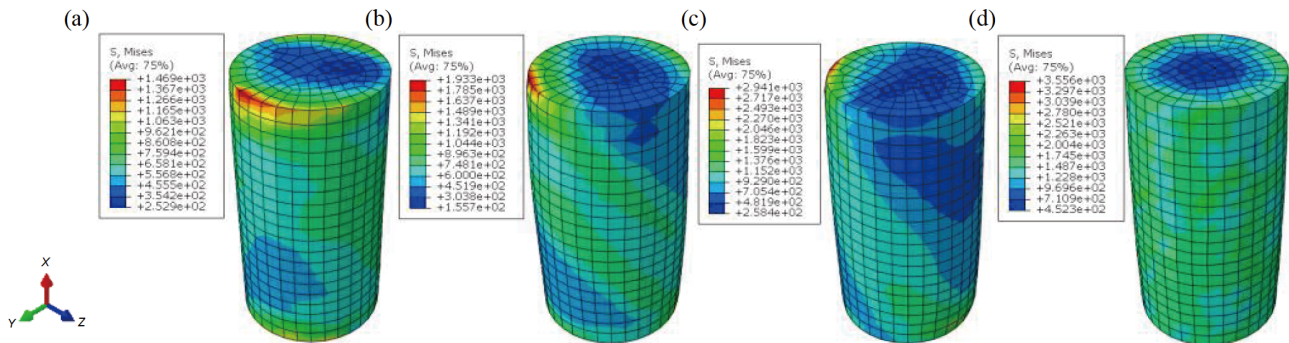 (a)
S, Mises
(Avg: 75%)
+1.469e+03
+1.367e+03
+1.266e+03
+1.165e+03
+1.063e+03
+9.621e+02
+8.608e+02
+7.594e+02
+6.581e+02
+5.568e+02
+4.555e+02
+3.542e+02
+2.529e+02
(b)
S, Mises
(Avg: 75%)
+1.933e+03
+1.785e+03
+1.637e+03
+1.489e+03
+1.341e+03
+1.192e+03
+1.044e+03
+8.963e+02
+7.481e+02
+6.000e+02
+4.519e+02
+3.038e+02
+1.557e+02
(c)
S, Mises
(Avg: 75%)
+2.941e+03
+2.717e+03
+2.493e+03
+2.270e+03
+2.046e+03
+1.823e+03
+1.599e+03
+1.376e+03
+1.152e+03
+9.290e+02
+7.054e+02
+4.819e+02
+2.584e+02
(d)
S, Mises
(Avg: 75%)
+3.556e+03
+3.297e+03
+3.039e+03
+2.780e+03
+2.521e+03
+2.263e+03
+2.004e+03
+1.745e+03
+1.487e+03
+1.228e+03
+9.696e+02
+7.109e+02
+4.523e+02
X
Y
Z